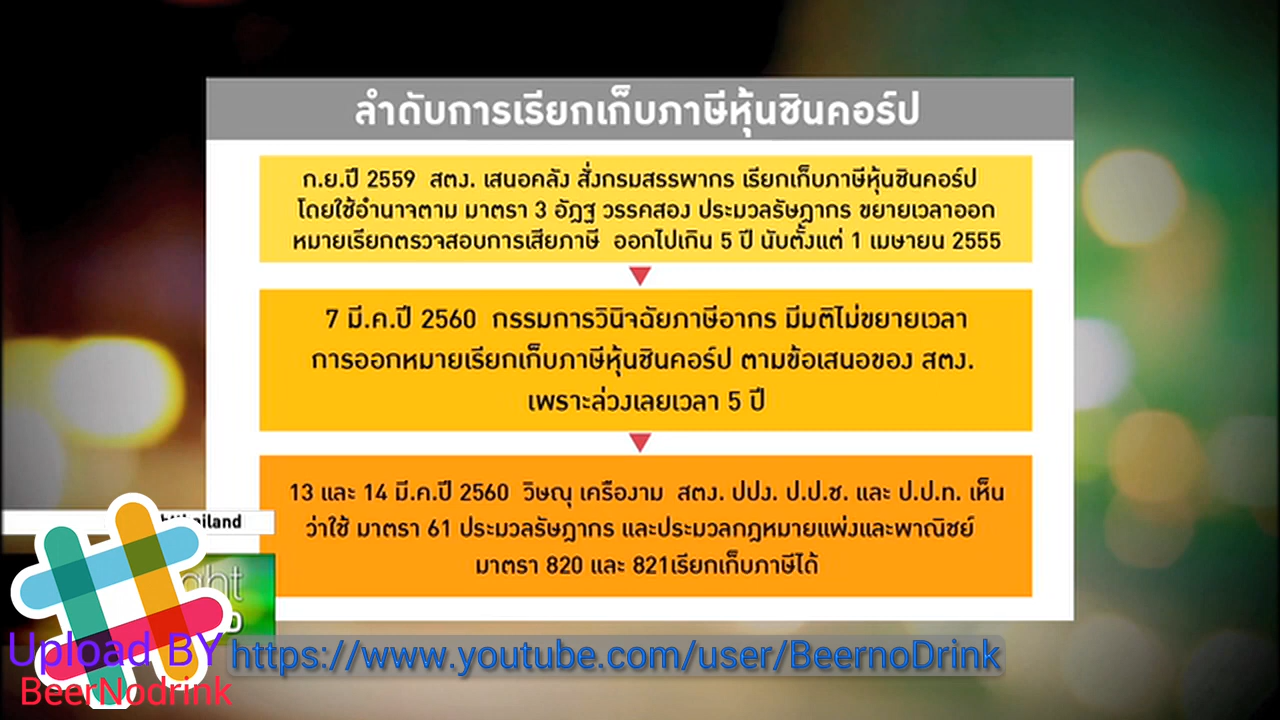 ลำดับการเรียกเก็บภาษีหุ้นชินคอร์ป
ก.ย.ปี 2559 สตง. เสนอคลัง สั่งกรมสรรพากร เรียกเก็บภาษีหุ้นชินคอร์ป
โดยใช้อำนาจตาม มาตรา 3 อัฏฐ วรรคสอง ประมวลรัษฎากร ขยายเวลาออก
หมายเรียกตรวจสอบการเสียภาษี ออกไปเกิน 5 ปี นับตั้งแต่ 1 เมษายน 2555
7 มี.ค.ปี 2560 กรรมการวินิจฉัยภาษีอากร มีมติไม่ขยายเวลา
การออกหมายเรียกเก็บภาษีหุ้นชินคอร์ป ตามข้อเสนอของ สตง.
เพราะล่วงเลยเวลา 5 ปี
13 และ 14 มี.ค.ปี 2560 วิษณุ เครืองาม สตง. ปปง. ป.ป.ช. และ ป.ป.ท. เห็น
ว่าใช้ มาตรา 61 ประมวลรัษฎากร และประมวลกฎหมายแพ่งและพาณิชย์
มาตรา 820 และ 821เรียกเก็บภาษีได้
Upload BY https://www.youtube.com/user/BeernoDrink
BeerNodrink